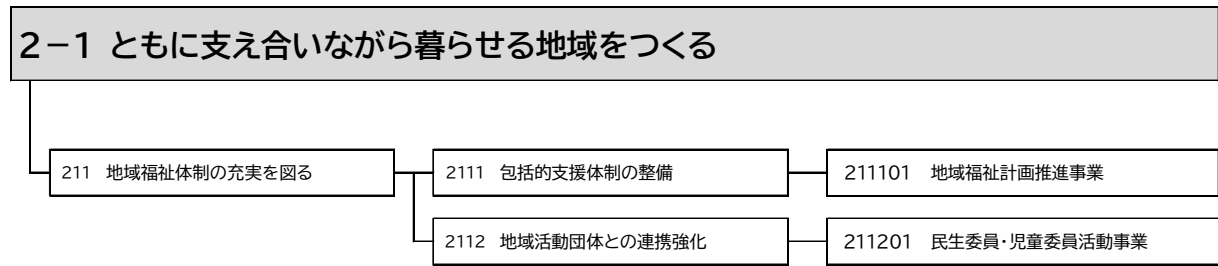 2－1 ともに支え合いながら暮らせる地域をつくる
211 地域福祉体制の充実を図る
2111 包括的支援体制の整備
211101 地域福祉計画推進事業
2112 地域活動団体との連携強化
211201 民生委員・児童委員活動事業